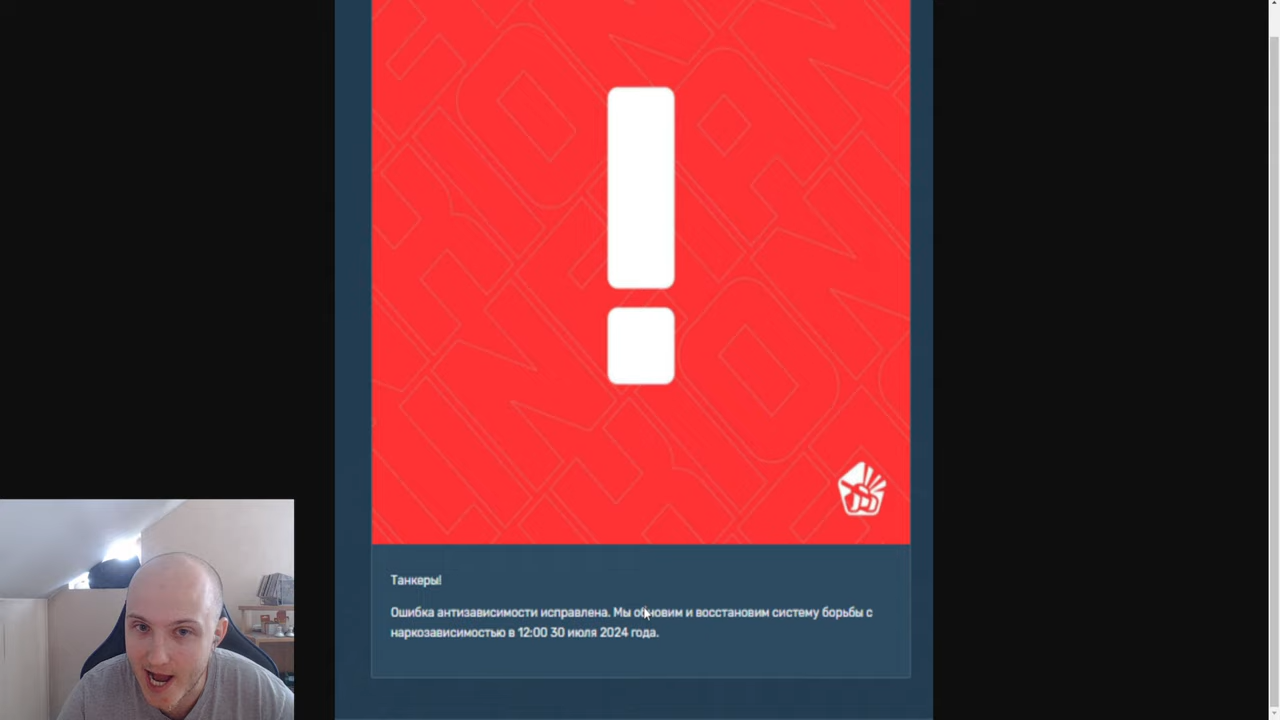 Танкеры!
Ошибка антизависимости исправлена. Мы обновим и восстановим систему борьбы с
наркозависимостью в 12:00 30 июля 2024 года.